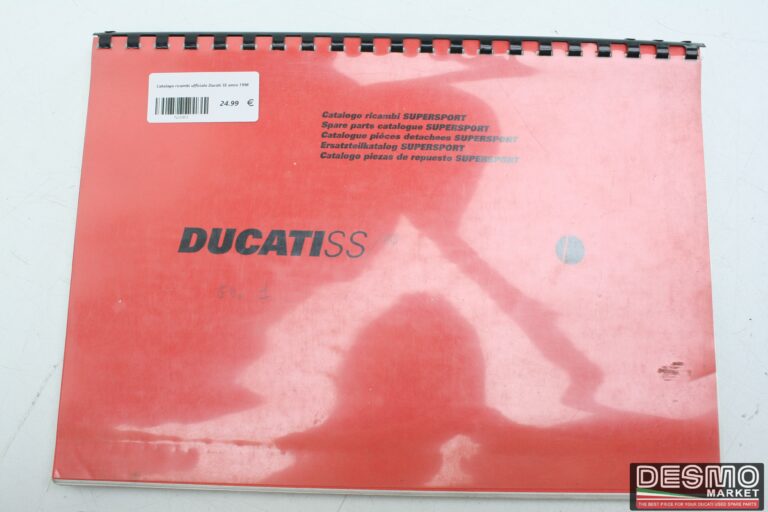 Catalogo ricambi ufficiale Ducati SS anno 1998
24.99 €
Catalogo ricambi SUPERSPORT
Spare parts catalogue SUPERSPORT
Catalogue pièces detachees SUPERSPORT
Ersatzteilkatalog SUPERSPORT
Catalogo piezas de repuesto SUPERSPORT
DUCATISS
DESMO
MARKET
THE BEST PRICE FOR YOUR DUCATI USED SPARE PARTS